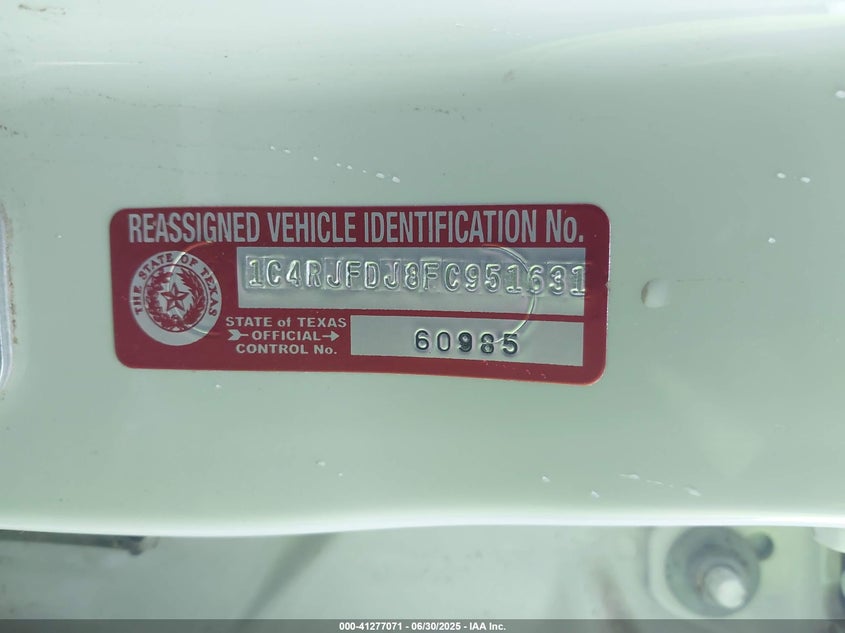 REASSIGNED VEHICLE IDENTIFICATION No.
1C4RJFDJ8FC951631
THE STATE OF TEXAS
STATE of TEXAS
OFFICIAL
CONTROL No.
60985
000-41277071 - 06/30/2025 - IAA Inc.